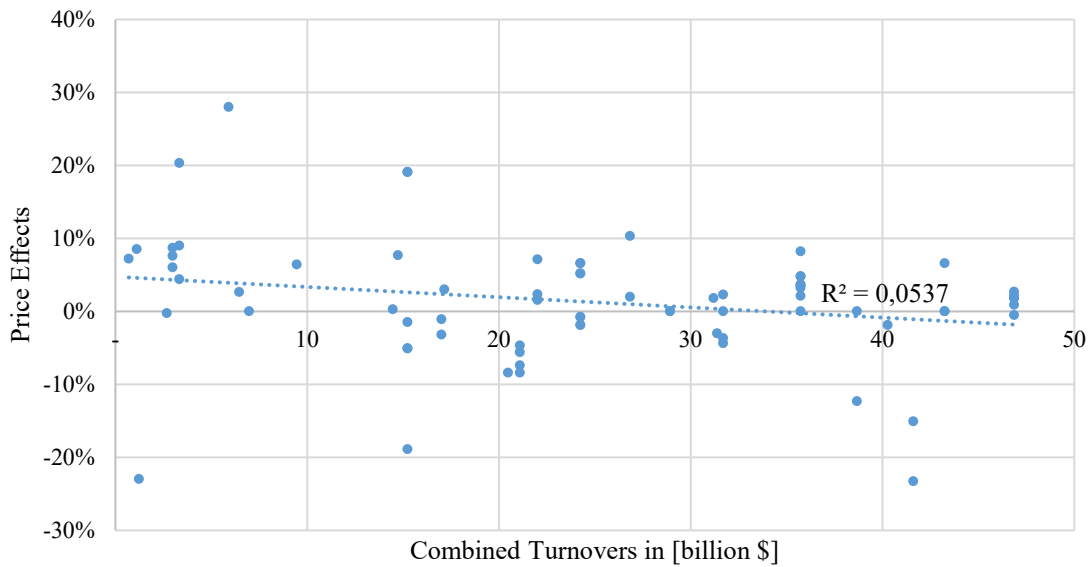 40%
30%
20%
10%
0%
-10%
-20%
-30%
Price Effects
R² = 0,0537
- 10 20 30 40 50
Combined Turnovers in [billion $]